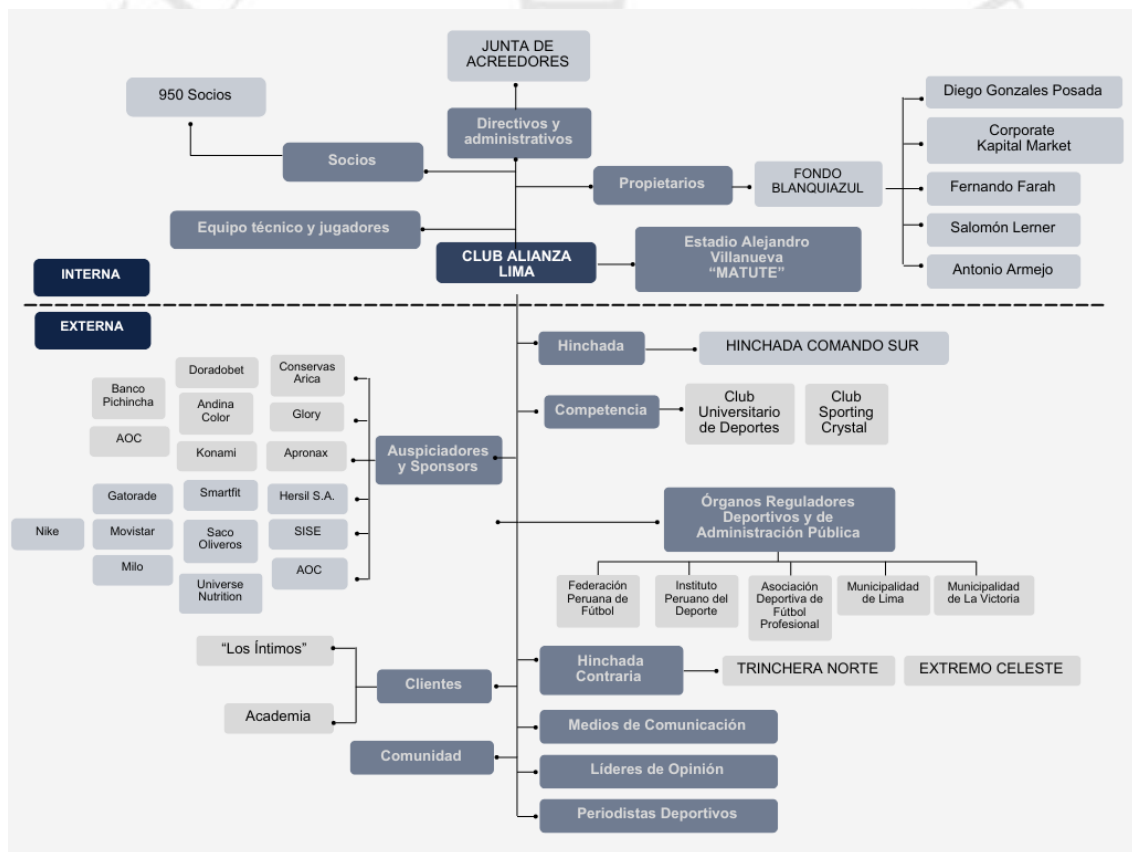 JUNTA DE
ACREEDORES
950 Socios
Directivos y
administrativos
Socios
Propietarios
FONDO
BLANQUIAZUL
Diego Gonzales Posada
Corporate
Kapital Market
Fernando Farah
Salomón Lerner
Antonio Armejo
Equipo técnico y jugadores
CLUB ALIANZA
LIMA
Estadio Alejandro
Villanueva
“MATUTE”
INTERNA
EXTERNA
Hinchada
HINCHADA COMANDO SUR
Competencia
Club
Universitario
de Deportes
Club
Sporting
Crystal
Auspiciadores
y Sponsors
Banco
Pichincha
Doradobet
Conservas
Arica
AOC
Andina
Color
Glory
Konami
Apronax
Gatorade
Smartfit
Hersil S.A.
Nike
Movistar
Saco
Oliveros
SISE
Milo
Universe
Nutrition
AOC
Órganos Reguladores
Deportivos y de
Administración Pública
Federación
Peruana de
Fútbol
Instituto
Peruano del
Deporte
Asociación
Deportiva de
Fútbol
Profesional
Municipalidad
de Lima
Municipalidad
de La Victoria
“Los Íntimos”
Clientes
Academia
Hinchada
Contraria
TRINCHERA NORTE
EXTREMO CELESTE
Medios de Comunicación
Comunidad
Líderes de Opinión
Periodistas Deportivos